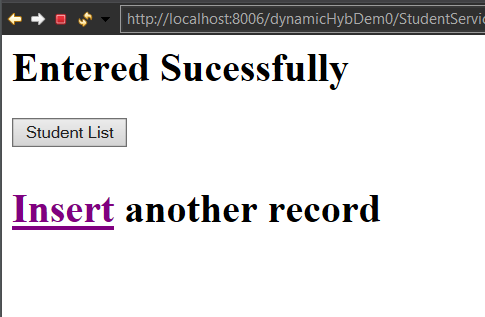 http://localhost:8006/dynamicHybDem0/StudentServic
Entered Sucessfully
Student List
Insert another record